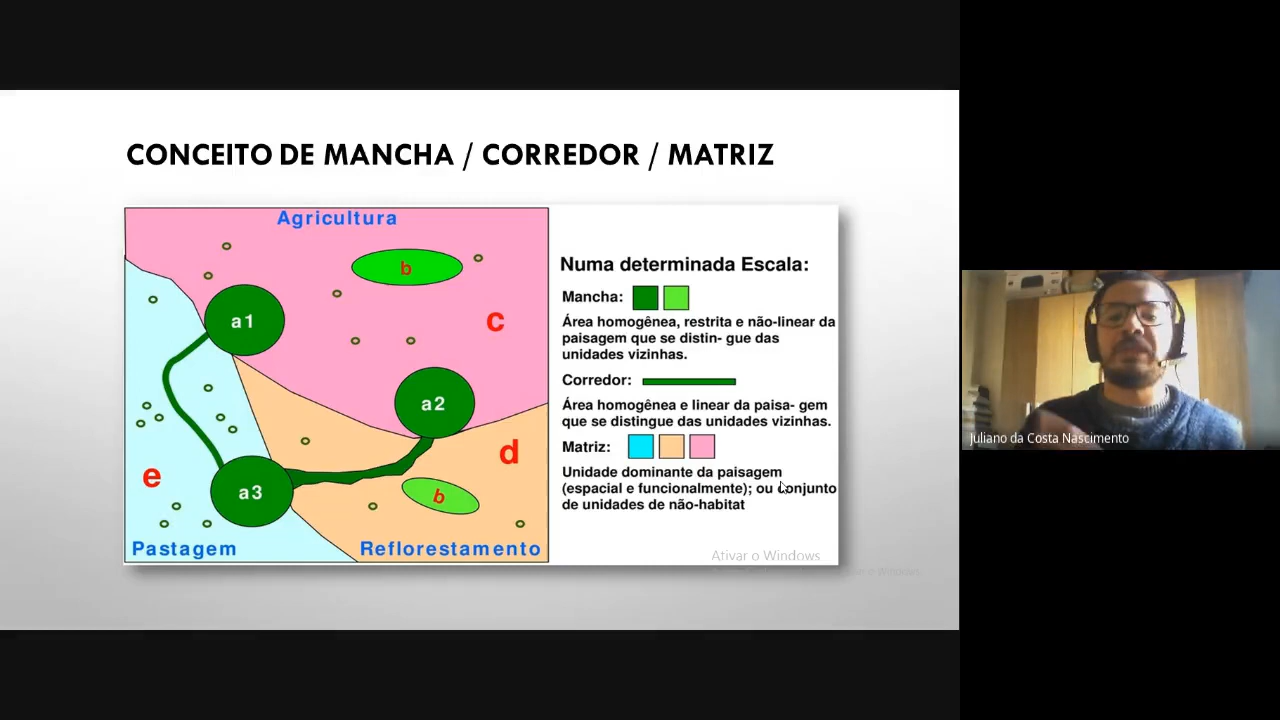 CONCEITO DE MANCHA / CORREDOR / MATRIZ
Agricultura
b
a1
c
a2
d
e
a3
b
Pastagem
Reflorestamento
Numa determinada Escala:
Mancha:
Área homogênea, restrita e não-linear da
paisagem que se distin- gue das
unidades vizinhas.
Corredor:
Área homogênea e linear da paisa- gem
que se distingue das unidades vizinhas.
Matriz:
Unidade dominante da paisagem
(espacial e funcionalmente); ou conjunto
de unidades de não-habitat
Ativar o Windows
Juliano da Costa Nascimento